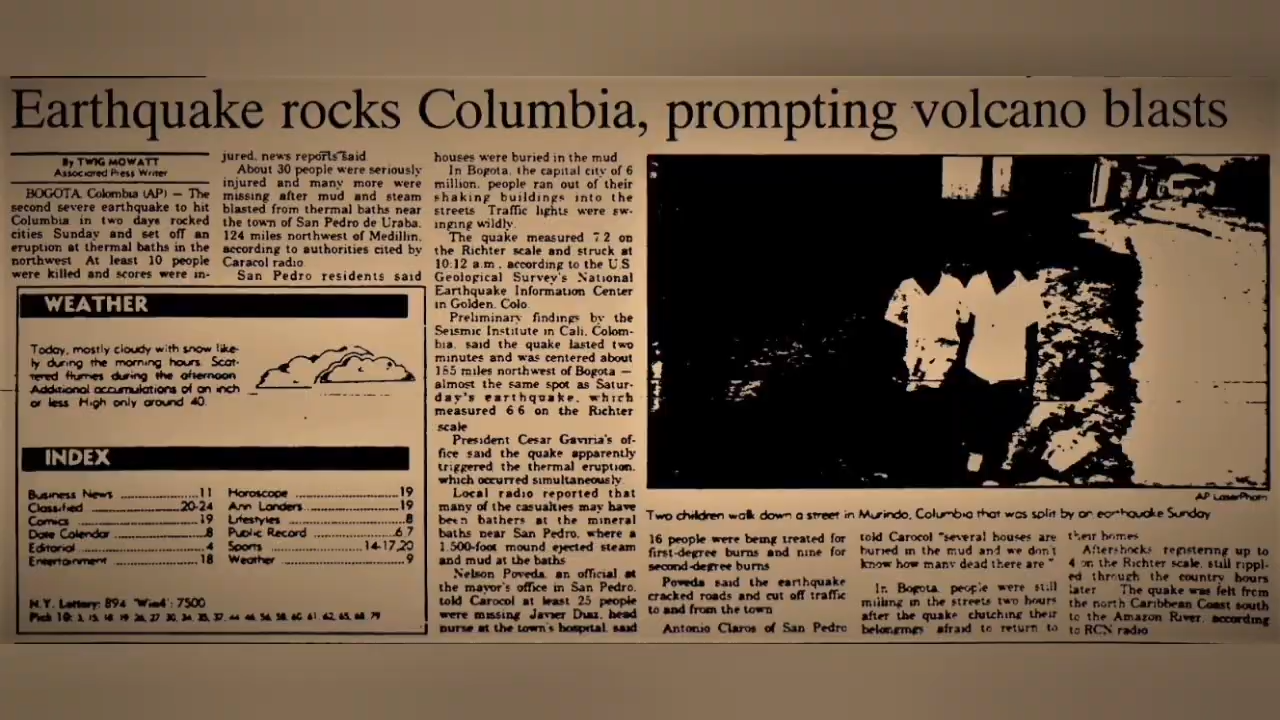 Earthquake rocks Columbia, prompting volcano blasts
By TWIG MOWATT
Associated Press Writer
BOGOTA, Colombia (AP) — The
second severe earthquake to hit
Columbia in two days rocked
cities Sunday and set off an
eruption at thermal baths in the
northwest At least 10 people
were killed and scores were in-
jured, news reports said
About 30 people were seriously
injured and many more were
missing after mud and steam
blasted from thermal baths near
the town of San Pedro de Uraba,
124 miles northwest of Medillin,
according to authorities cited by
Caracol radio
San Pedro residents said
houses were buried in the mud
In Bogota, the capital city of 6
million, people ran out of their
shaking buildings into the
streets Traffic lights were sw-
inging wildly.
The quake measured 7 2 on
the Richter scale and struck at
10:12 a.m., according to the U.S
Geological Survey's National
Earthquake Information Center
in Golden, Colo.
Preliminary findings by the
Seismic Institute in Cali, Colom-
bia, said the quake lasted two
minutes and was centered about
185 miles northwest of Bogota —
almost the same spot as Satur-
day's earthquake, which
measured 6 6 on the Richter
scale
President Cesar Gaviria's of-
fice said the quake apparently
triggered the thermal eruption,
which occurred simultaneously
Local radio reported that
many of the casualties may have
been bathers at the mineral
baths near San Pedro, where a
1,500-foot mound ejected steam
and mud at the baths
Nelson Poveda, an official at
the mayor's office in San Pedro,
told Carocol at least 25 people
were missing Javier Diaz, head
nurse at the town's hospital, said
16 people were being treated for
first-degree burns and nine for
second-degree burns
Poveda said the earthquake
cracked roads and cut off traffic
to and from the town
Antonio Claros of San Pedro
told Carocol "several houses are
buried in the mud and we don't
know how many dead there are"
In Bogota, people were still
milling in the streets two hours
after the quake clutching their
belongings afraid to return to
their homes
Aftershocks registering up to
4 on the Richter scale, still rippl-
ed through the country hours
later The quake was felt from
the north Caribbean Coast south
to the Amazon River, according
to RCN radio
AP LaserPhoto
Two children walk down a street in Murindo, Columbia that was split by an earthquake Sunday
WEATHER
Today, mostly cloudy with snow like-
ly during the morning hours. Scat-
tered flurries during the afternoon
Additional accumulations of an inch
or less High only around 40.
INDEX
Business News 11
Classified 20-24
Comics 19
Date Calendar 8
Editorial 4
Entertainment 18
Horoscope 19
Ann Landers 19
Lifestyles 8
Public Record 6,7
Sports 14-17,20
Weather 9
N.Y. Lottery: 894 "Win4": 7500
Pick 10: